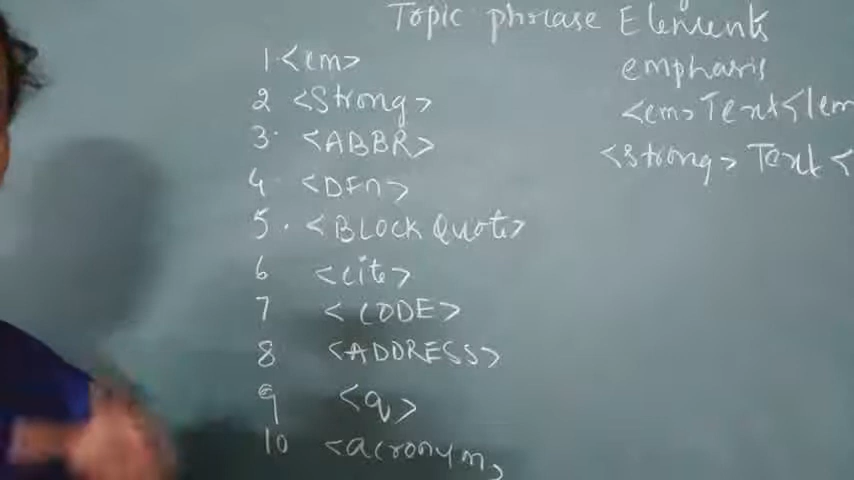 Topic phrase Elements
1. <em>
2 <Strong>
3. <ABBR>
4. <DFn>
5. <BLOCK Quote>
6 <cite>
7 <CODE>
8 <ADDRESS>
9 <q>
10 <acronym>
emphasis
<em> Text </em
<strong> Text <